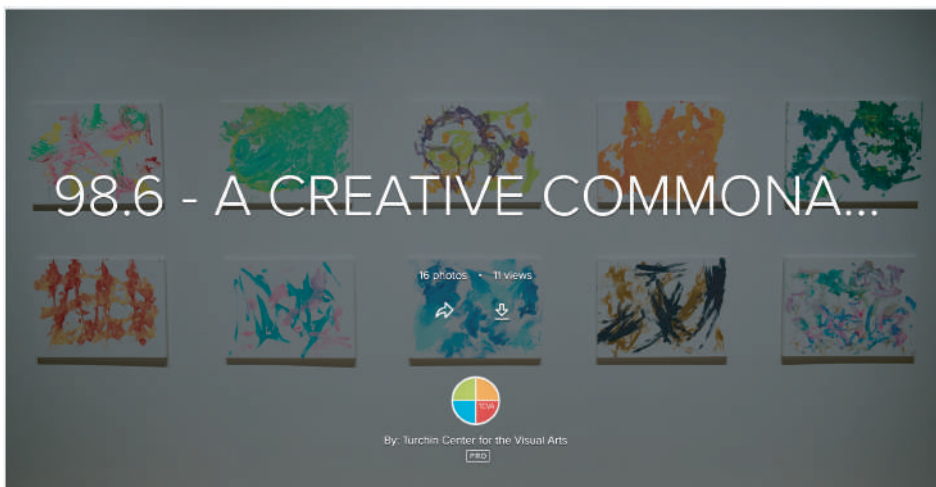 98.6 - A CREATIVE COMMONA...
16 photos • 11 views
TCVA
By: Turchin Center for the Visual Arts
PRO